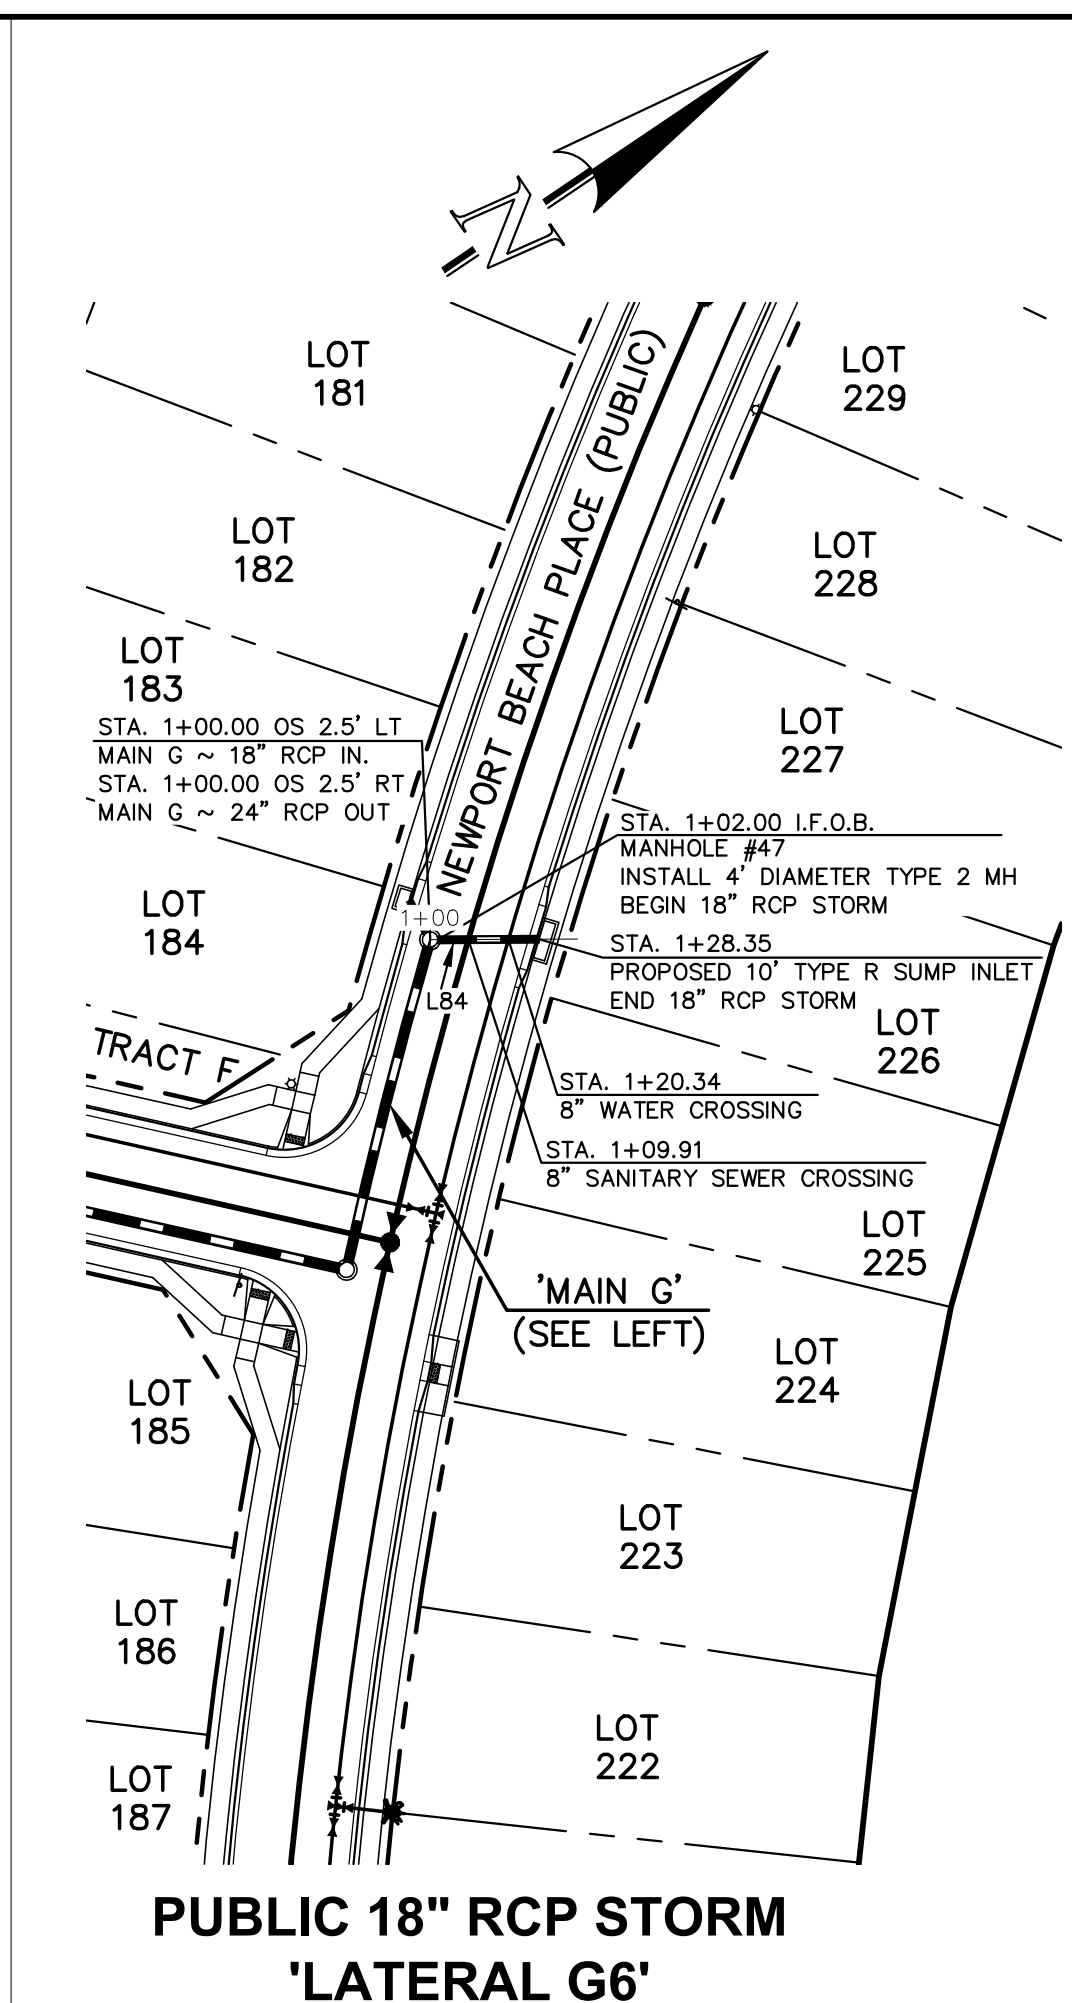 N
LOT
181
LOT
229
NEWPORT BEACH PLACE (PUBLIC)
LOT
182
LOT
228
LOT
183
LOT
227
STA. 1+00.00 OS 2.5' LT
MAIN G ~ 18" RCP IN.
STA. 1+00.00 OS 2.5' RT
MAIN G ~ 24" RCP OUT
STA. 1+02.00 I.F.O.B.
MANHOLE #47
INSTALL 4' DIAMETER TYPE 2 MH
BEGIN 18" RCP STORM
LOT
184
1+00
STA. 1+28.35
PROPOSED 10' TYPE R SUMP INLET
END 18" RCP STORM
L84
LOT
226
TRACT F
STA. 1+20.34
8" WATER CROSSING
STA. 1+09.91
8" SANITARY SEWER CROSSING
LOT
225
'MAIN G'
(SEE LEFT)
LOT
224
LOT
185
LOT
223
LOT
186
LOT
222
LOT
187
PUBLIC 18" RCP STORM
'LATERAL G6'